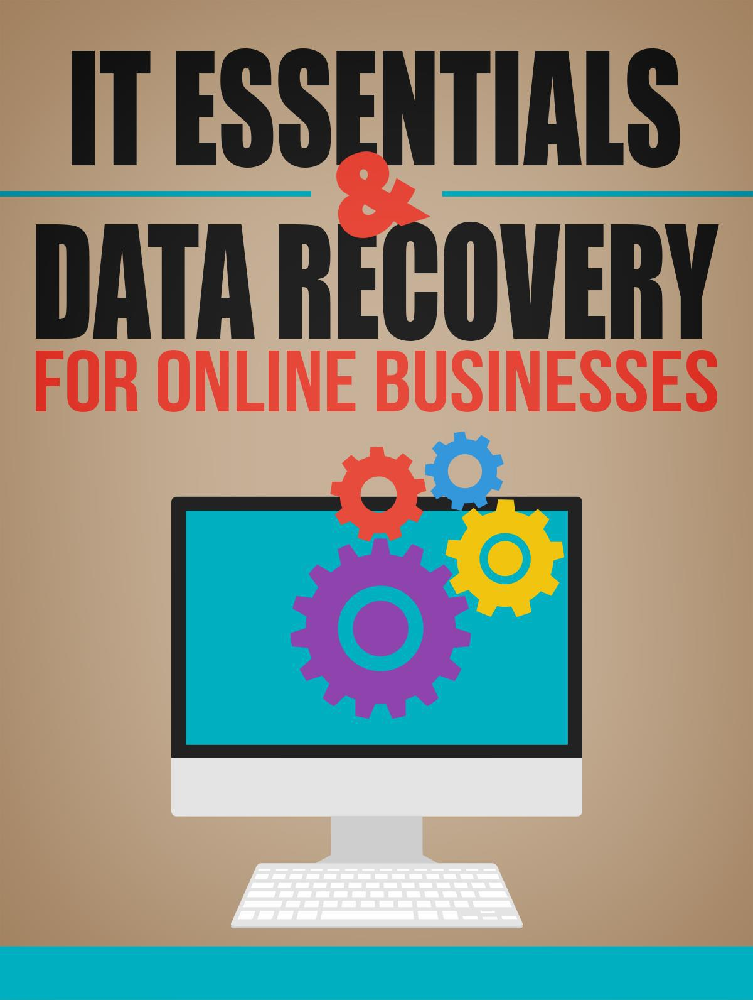 IT ESSENTIALS
&
DATA RECOVERY
FOR ONLINE BUSINESSES